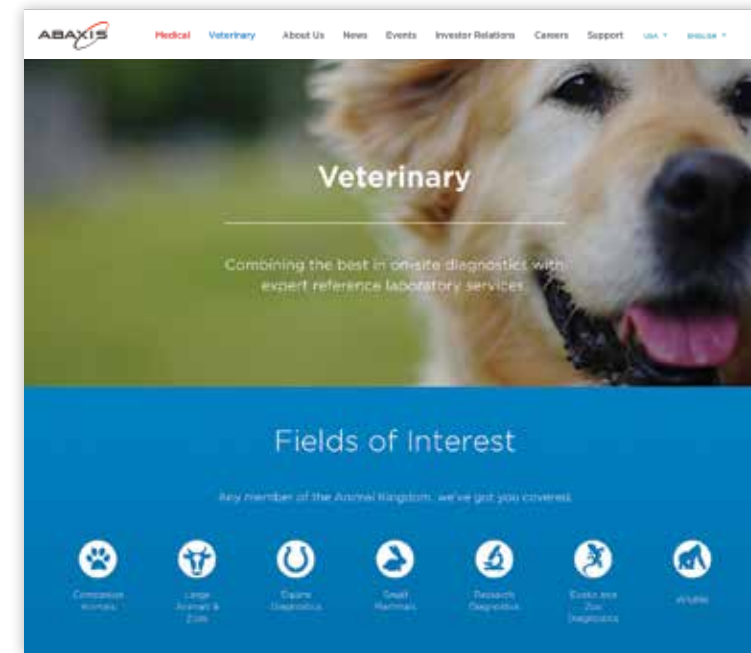 ABAXIS
Medical Veterinary About Us News Events Investor Relations Careers Support USA ENGLISH
Veterinary
Combining the best in on-site diagnostics with
expert reference laboratory services.
Fields of Interest
Any member of the Animal Kingdom, we've got you covered.
Companion
Animals
Large
Animals &
Equine
Diagnostics
Small
Mammals
Research
Diagnostics
Exotic and
Zoo
Diagnostics
Wildlife